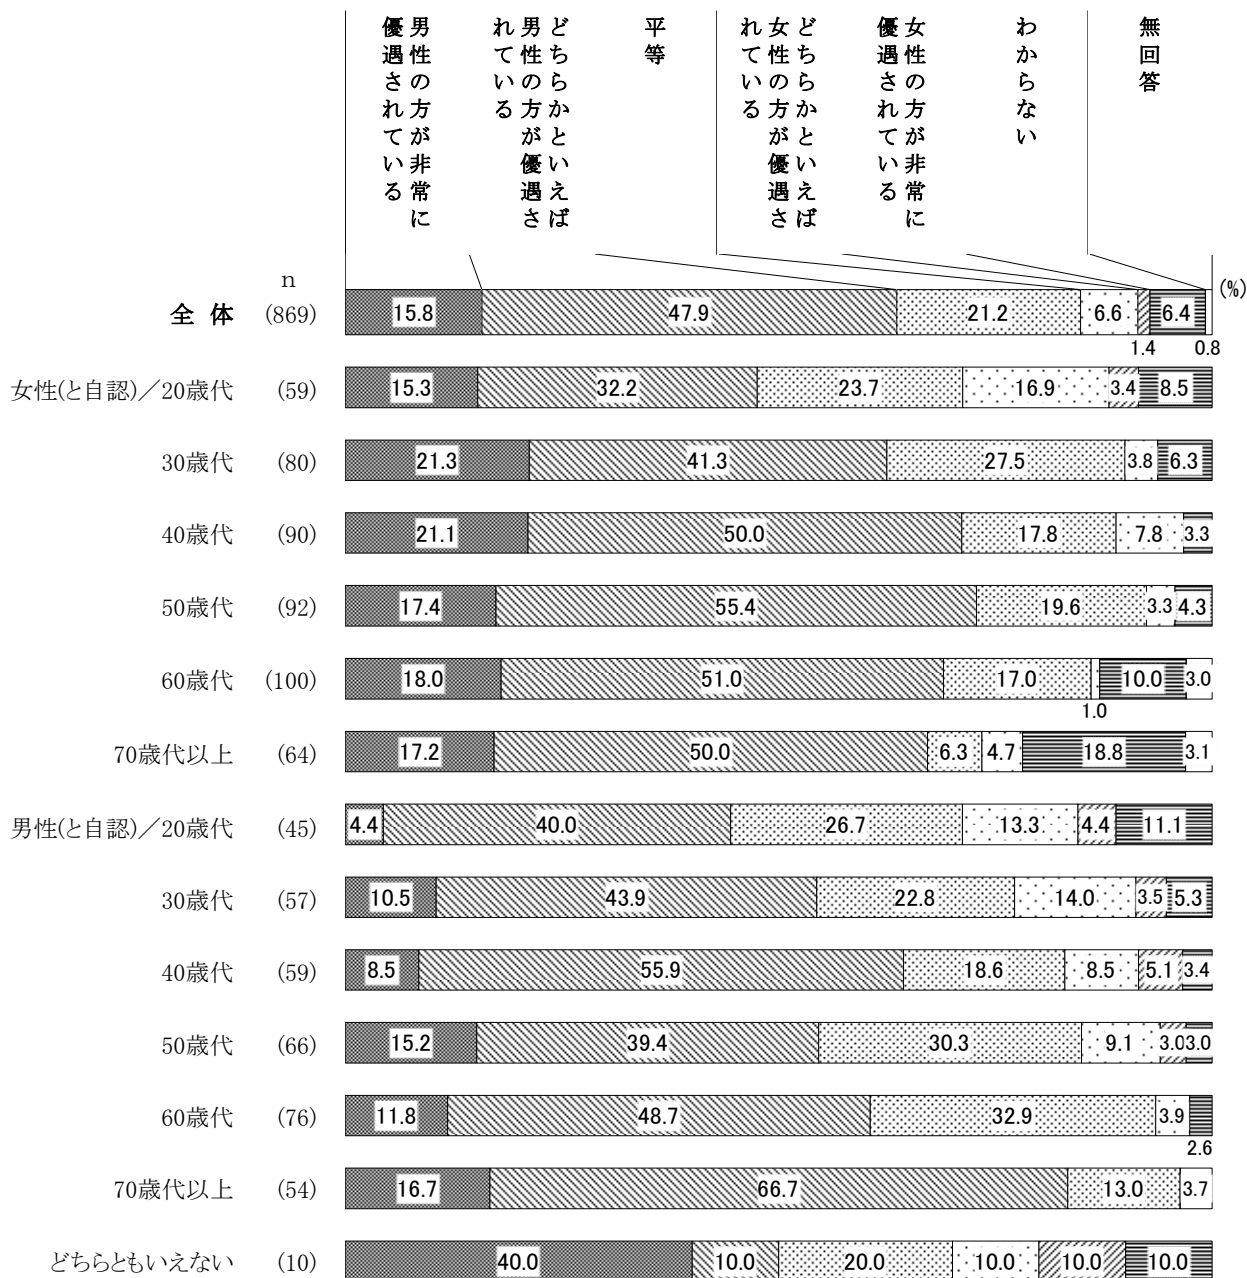 男性の方が非常に
優遇されている
どちらかといえば
男性の方が優遇さ
れている
平等
どちらかといえば
女性の方が優遇さ
れている
女性の方が非常に
優遇されている
わからない
無回答
n
(%)
全 体 (869) 15.8 47.9 21.2 6.6 6.4
1.4 0.8
女性(と自認)／20歳代 (59) 15.3 32.2 23.7 16.9 3.4 8.5
30歳代 (80) 21.3 41.3 27.5 3.8 6.3
40歳代 (90) 21.1 50.0 17.8 7.8 3.3
50歳代 (92) 17.4 55.4 19.6 3.3 4.3
60歳代 (100) 18.0 51.0 17.0 10.0 3.0
1.0
70歳代以上 (64) 17.2 50.0 6.3 4.7 18.8 3.1
男性(と自認)／20歳代 (45) 4.4 40.0 26.7 13.3 4.4 11.1
30歳代 (57) 10.5 43.9 22.8 14.0 3.5 5.3
40歳代 (59) 8.5 55.9 18.6 8.5 5.1 3.4
50歳代 (66) 15.2 39.4 30.3 9.1 3.0 3.0
60歳代 (76) 11.8 48.7 32.9 3.9
2.6
70歳代以上 (54) 16.7 66.7 13.0 3.7
どちらともいえない (10) 40.0 10.0 20.0 10.0 10.0 10.0